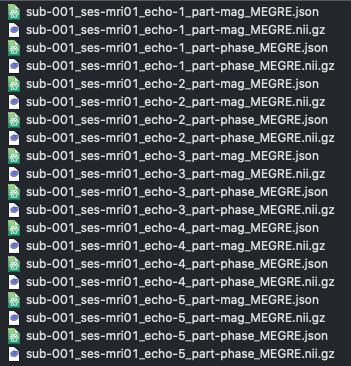 sub-001_ses-mri01_echo-1_part-mag_MEGRE.json
sub-001_ses-mri01_echo-1_part-mag_MEGRE.nii.gz
sub-001_ses-mri01_echo-1_part-phase_MEGRE.json
sub-001_ses-mri01_echo-1_part-phase_MEGRE.nii.gz
sub-001_ses-mri01_echo-2_part-mag_MEGRE.json
sub-001_ses-mri01_echo-2_part-mag_MEGRE.nii.gz
sub-001_ses-mri01_echo-2_part-phase_MEGRE.json
sub-001_ses-mri01_echo-2_part-phase_MEGRE.nii.gz
sub-001_ses-mri01_echo-3_part-mag_MEGRE.json
sub-001_ses-mri01_echo-3_part-mag_MEGRE.nii.gz
sub-001_ses-mri01_echo-3_part-phase_MEGRE.json
sub-001_ses-mri01_echo-3_part-phase_MEGRE.nii.gz
sub-001_ses-mri01_echo-4_part-mag_MEGRE.json
sub-001_ses-mri01_echo-4_part-mag_MEGRE.nii.gz
sub-001_ses-mri01_echo-4_part-phase_MEGRE.json
sub-001_ses-mri01_echo-4_part-phase_MEGRE.nii.gz
sub-001_ses-mri01_echo-5_part-mag_MEGRE.json
sub-001_ses-mri01_echo-5_part-mag_MEGRE.nii.gz
sub-001_ses-mri01_echo-5_part-phase_MEGRE.json
sub-001_ses-mri01_echo-5_part-phase_MEGRE.nii.gz